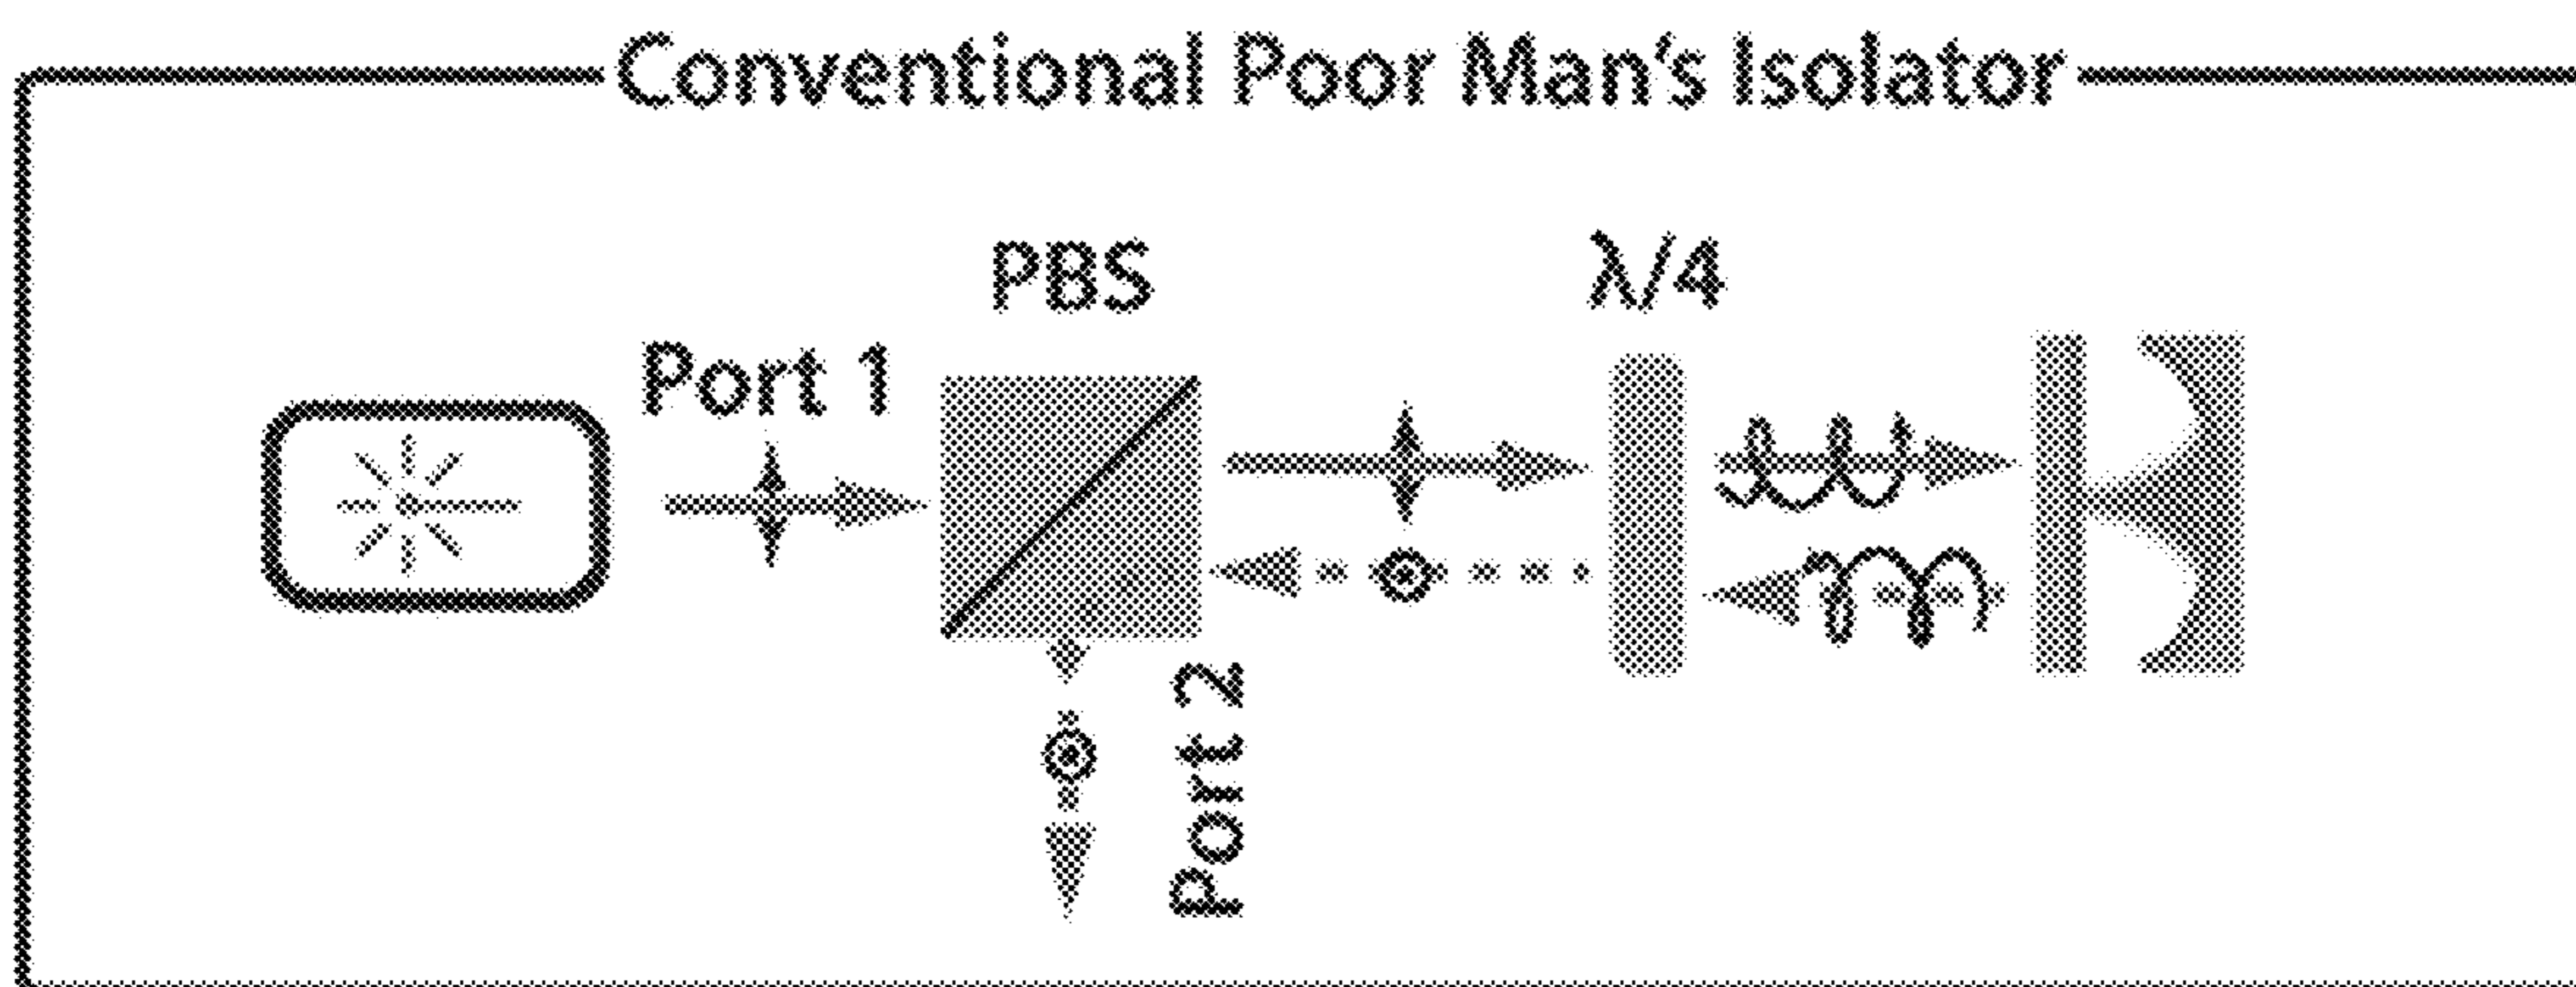 Conventional Poor Man's Isolator
PBS
λ/4
Port 1
Port 2